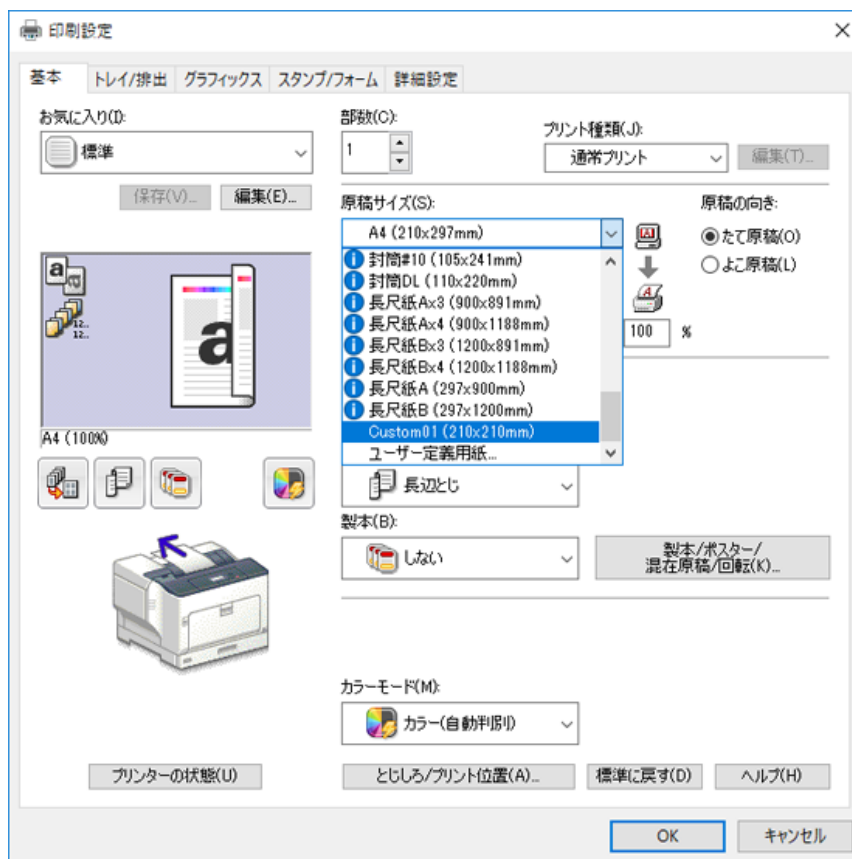 印刷設定
基本 トレイ/排出 グラフィックス スタンプ/フォーム 詳細設定
お気に入り(I):
標準
保存(V)... 編集(E)...
部数(C):
1
プリント種類(J):
通常プリント 編集(T)...
原稿サイズ(S):
A4 (210x297mm)
封筒#10 (105x241mm)
封筒DL (110x220mm)
長尺紙Ax3 (900x891mm)
長尺紙Ax4 (900x1188mm)
長尺紙Bx3 (1200x891mm)
長尺紙Bx4 (1200x1188mm)
長尺紙A (297x900mm)
長尺紙B (297x1200mm)
Custom01 (210x210mm)
ユーザー定義用紙...
原稿の向き:
たて原稿(O)
よこ原稿(L)
100 %
a a
12..
12..
a
A4 (100%)
長辺とじ
製本(B):
しない
製本/ポスター/
混在原稿/回転(K)...
カラーモード(M):
カラー(自動判別)
プリンターの状態(U) とじしろ/プリント位置(A)... 標準に戻す(D) ヘルプ(H)
OK キャンセル